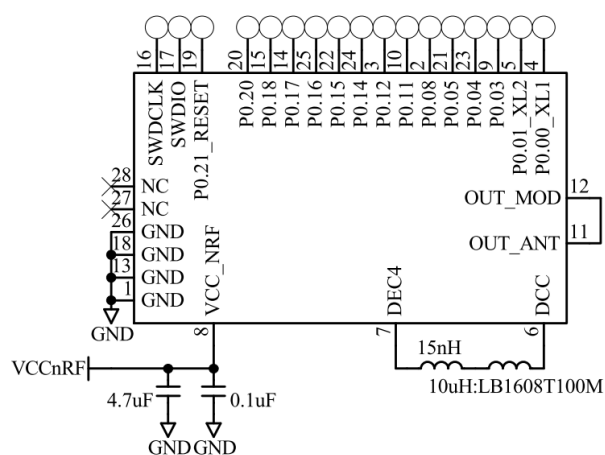 16 17 19 20 15 14 25 22 24 3 10 2 21 23 9 5 4
SWDCLK SWDIO P0.21_RESET P0.20 P0.18 P0.17 P0.16 P0.15 P0.14 P0.12 P0.11 P0.08 P0.05 P0.04 P0.03 P0.01_XL2 P0.00_XL1
28 NC
27 NC
26 GND
18 GND
13 GND
1 GND
GND
OUT_MOD 12
OUT_ANT 11
VCC_NRF DEC4 DCC
8 7 6
VCCnRF
15nH
10uH:LB1608T100M
4.7uF 0.1uF
GND GND